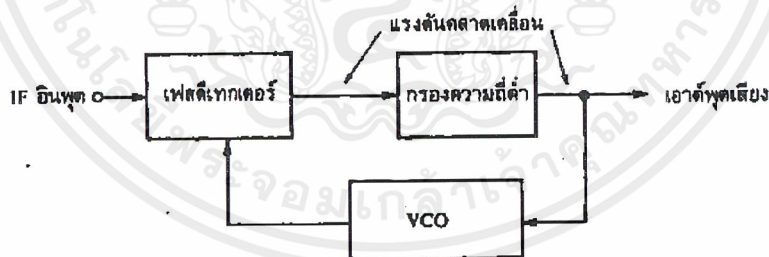 แรงดันคลาดเคลื่อน
IF อินพุต
เฟสดีเทกเตอร์
กรองความถี่ต่ำ
เอาต์พุตเสียง
VCO